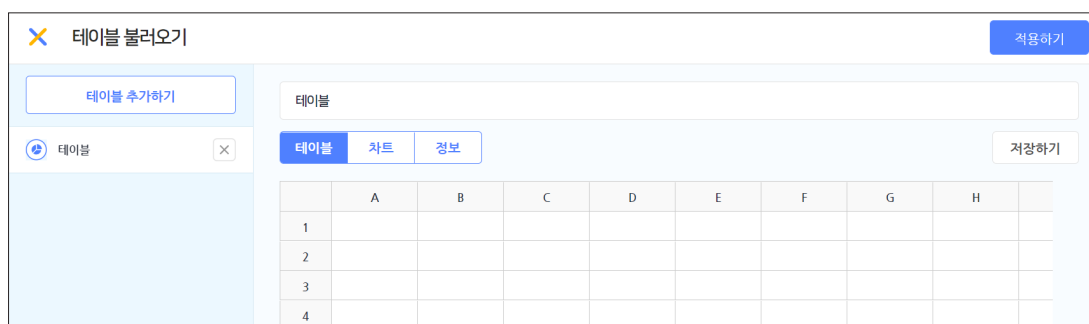 테이블 불러오기
적용하기
테이블 추가하기
테이블
테이블
테이블 차트 정보
저장하기
A B C D E F G H
1
2
3
4